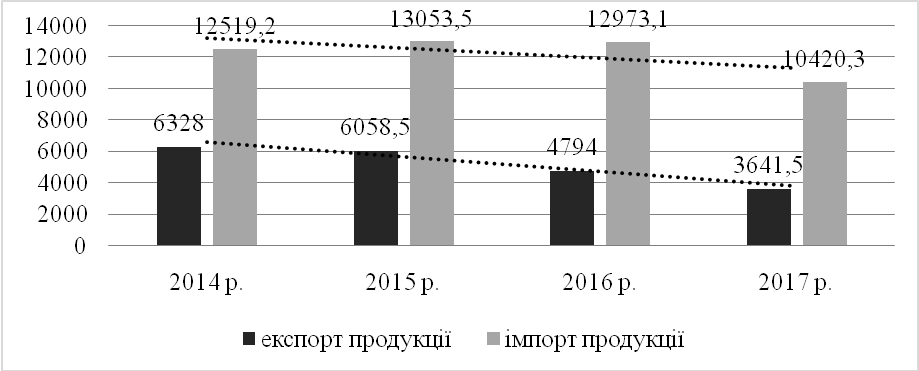 14000
12000
10000
8000
6000
4000
2000
0
12519,2
13053,5
12973,1
10420,3
6328
6058,5
4794
3641,5
2014 р.
2015 р.
2016 р.
2017 р.
експорт продукції
імпорт продукції